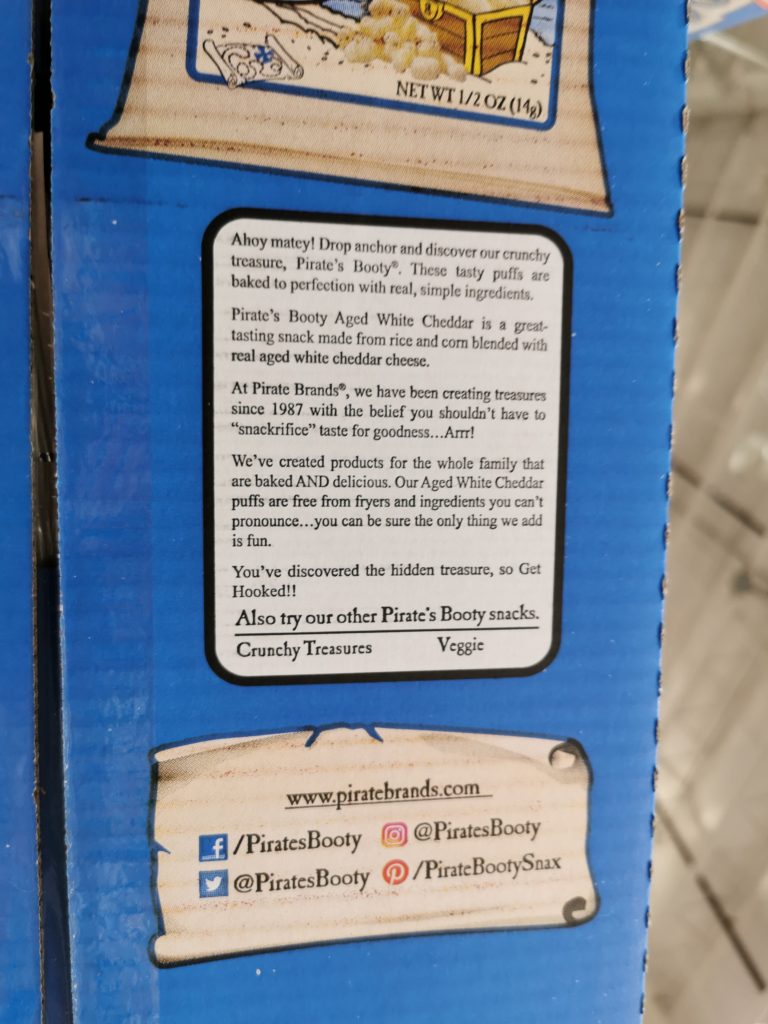 NET WT 1/2 OZ (14g)
Ahoy matey! Drop anchor and discover our crunchy
treasure, Pirate's Booty®. These tasty puffs are
baked to perfection with real, simple ingredients.
Pirate's Booty Aged White Cheddar is a great-
tasting snack made from rice and corn blended with
real aged white cheddar cheese.
At Pirate Brands®, we have been creating treasures
since 1987 with the belief you shouldn't have to
"snackrifice" taste for goodness...Arrr!
We've created products for the whole family that
are baked AND delicious. Our Aged White Cheddar
puffs are free from fryers and ingredients you can't
pronounce...you can be sure the only thing we add
is fun.
You've discovered the hidden treasure, so Get
Hooked!!
Also try our other Pirate's Booty snacks.
Crunchy Treasures Veggie
www.piratebrands.com
/PiratesBooty @PiratesBooty
@PiratesBooty /PirateBootySnax